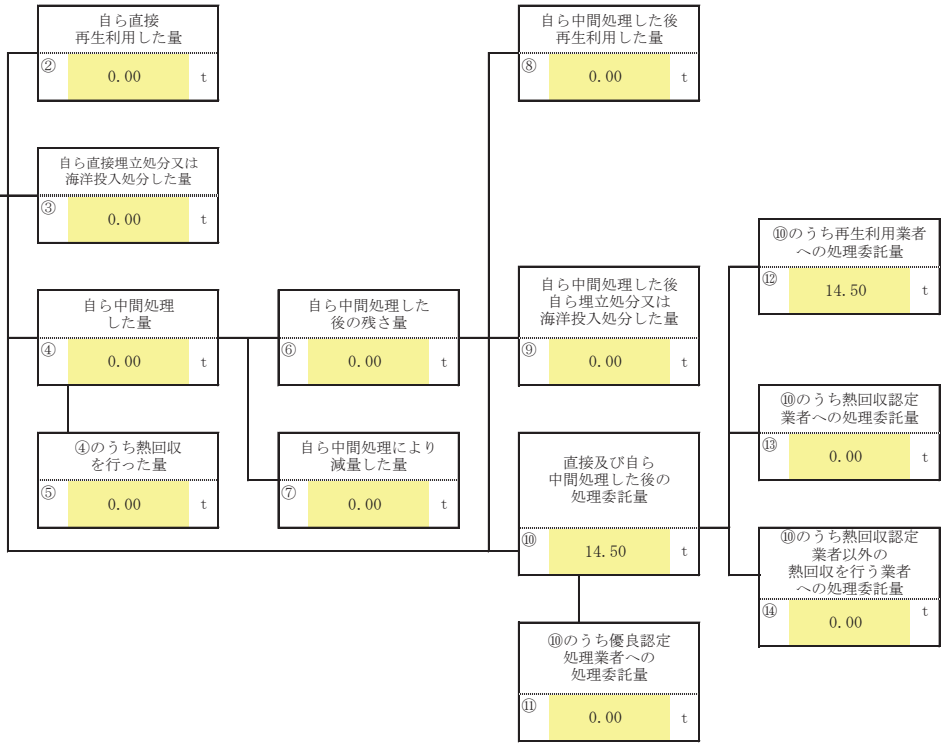 自ら直接
再生利用した量
② 0.00 t
自ら直接埋立処分又は
海洋投入処分した量
③ 0.00 t
自ら中間処理
した量
④ 0.00 t
④のうち熱回収
を行った量
⑤ 0.00 t
自ら中間処理した
後の残さ量
⑥ 0.00 t
自ら中間処理により
減量した量
⑦ 0.00 t
自ら中間処理した後
再生利用した量
⑧ 0.00 t
自ら中間処理した後
自ら埋立処分又は
海洋投入処分した量
⑨ 0.00 t
直接及び自ら
中間処理した後の
処理委託量
⑩ 14.50 t
⑩のうち優良認定
処理業者への
処理委託量
⑪ 0.00 t
⑩のうち再生利用業者
への処理委託量
⑫ 14.50 t
⑩のうち熱回収認定
業者への処理委託量
⑬ 0.00 t
⑩のうち熱回収認定
業者以外の
熱回収を行う業者
への処理委託量
⑭ 0.00 t